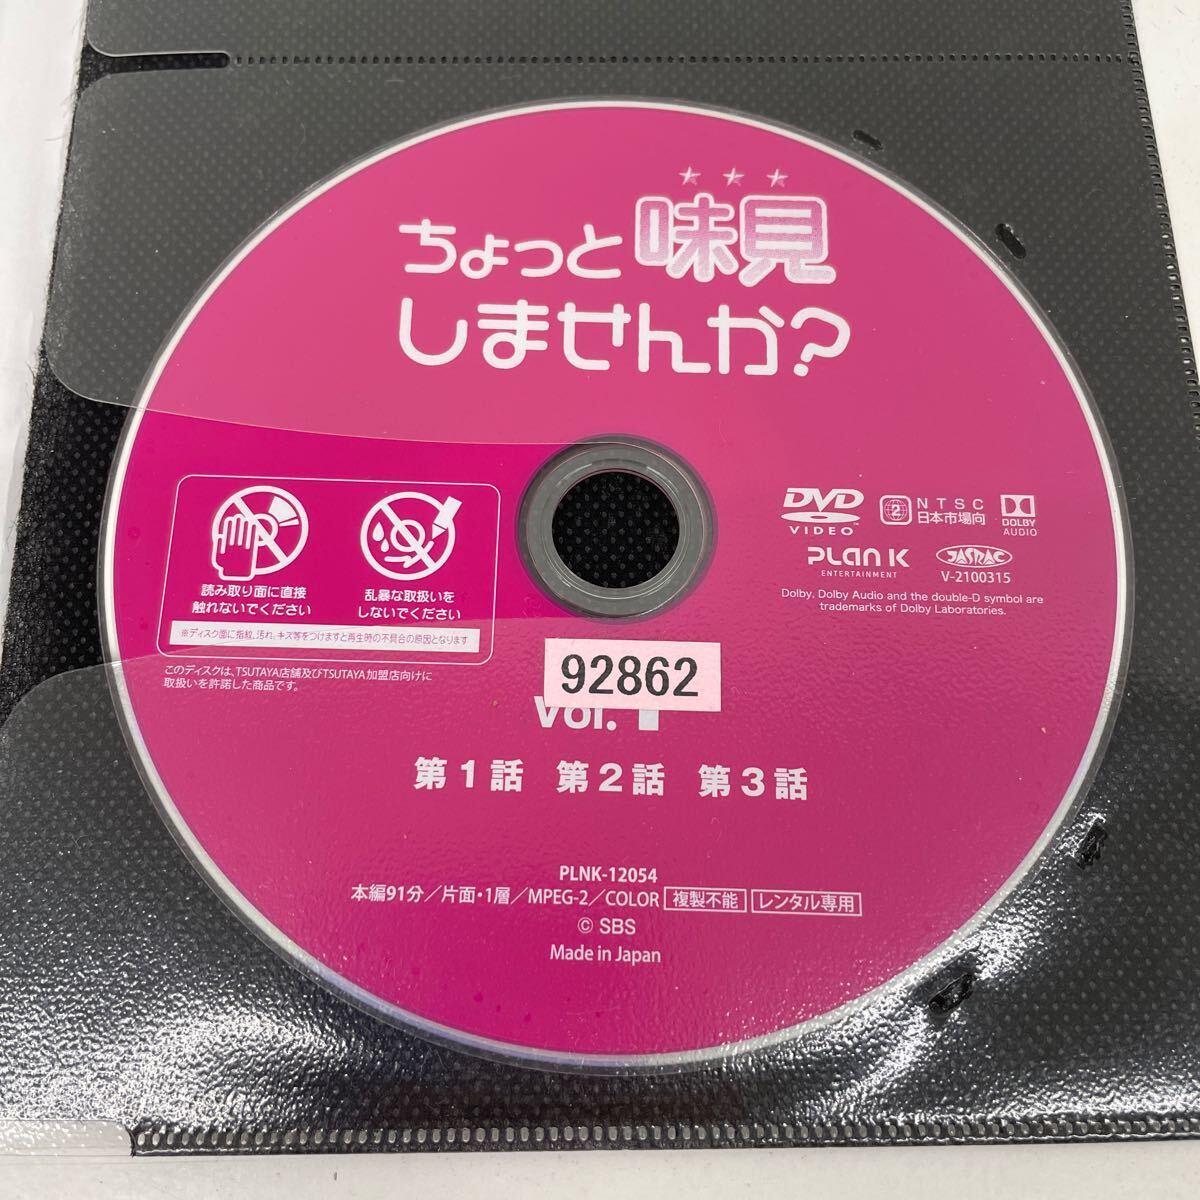 ちょっと味見
しませんか?
読み取り面に直接
触れないでください
乱暴な取扱いを
しないでください
※ディスク面に指紋、汚れ、キズ等をつけますと再生時の不具合の原因となります
このディスクは、TSUTAYA店舗及びTSUTAYA加盟店向けに
取扱いを許諾した商品です。
DVD
VIDEO
2
NTSC
日本市場向
DOLBY
AUDIO
PLAN K
ENTERTAINMENT
JASRAC
V-2100315
Dolby, Dolby Audio and the double-D symbol are
trademarks of Dolby Laboratories.
92862
vol. 1
第1話 第2話 第3話
PLNK-12054
本編91分/片面・1層/MPEG-2/COLOR 複製不能 レンタル専用
© SBS
Made in Japan